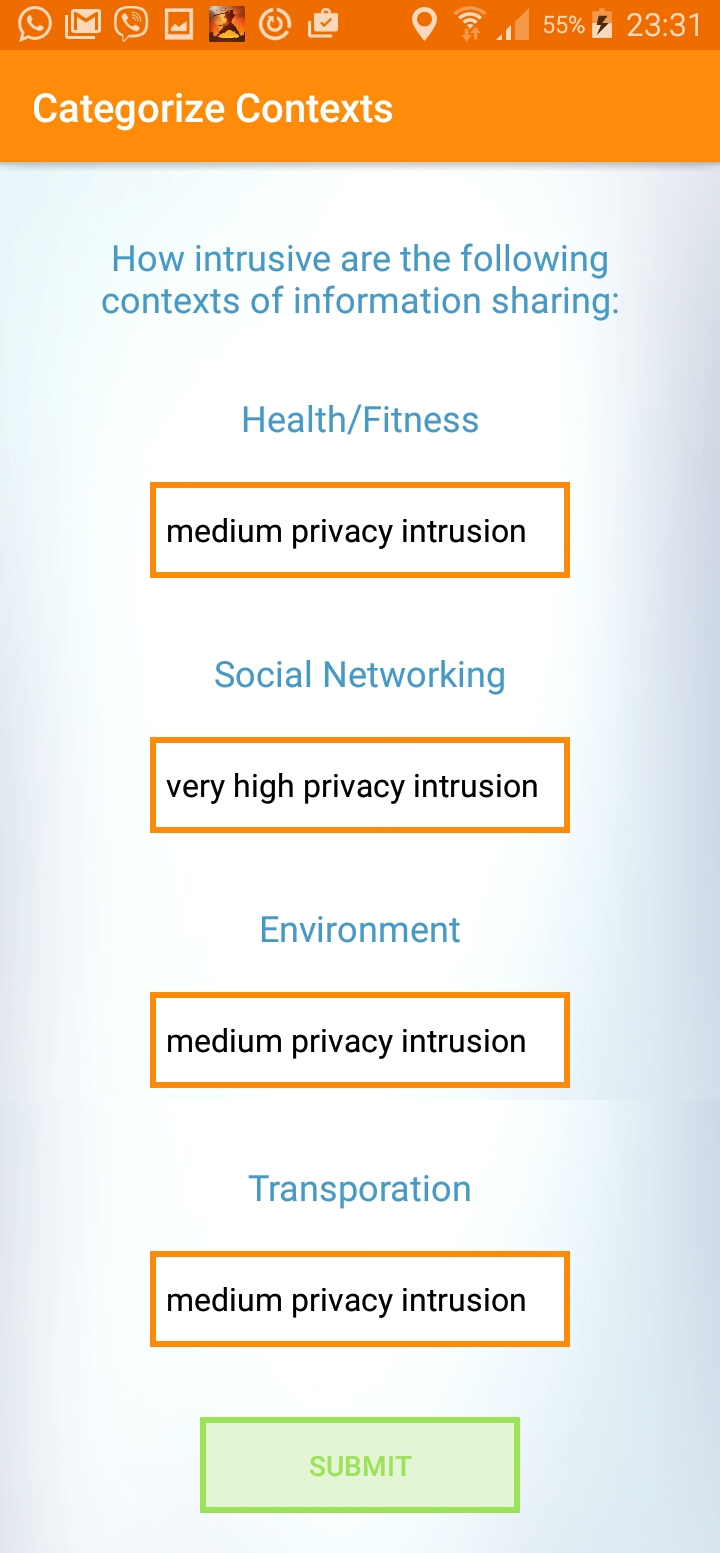 55% 23:31
Categorize Contexts
How intrusive are the following
contexts of information sharing:
Health/Fitness
medium privacy intrusion
Social Networking
very high privacy intrusion
Environment
medium privacy intrusion
Transporation
medium privacy intrusion
SUBMIT